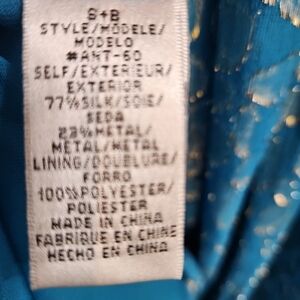 S+B
STYLE/MODELE/
MODELO
#ANT-60
SELF/EXTERIEUR/
EXTERIOR
77%SILK/SOIE/
SEDA
23%METAL/
METAL/METAL
LINING/DOUBLURE/
FORRO
100%POLYESTER/
POLIESTER
MADE IN CHINA
FABRIQUE EN CHINE
HECHO EN CHINA